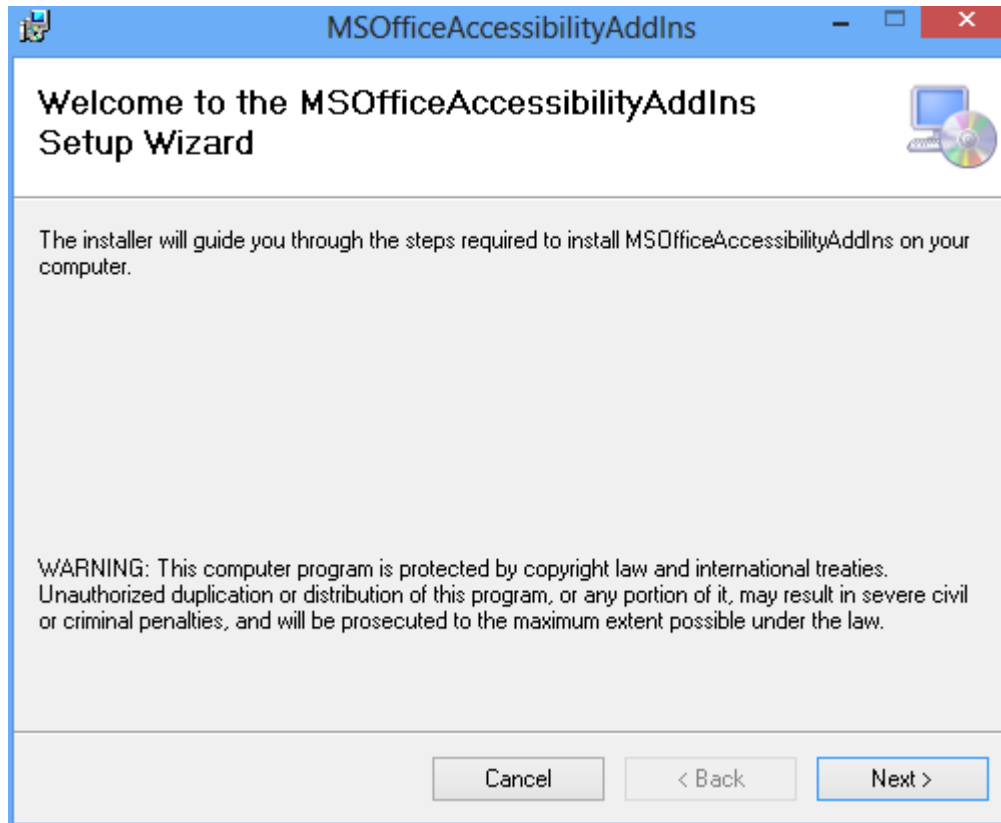 MSOfficeAccessibilityAddIns
Welcome to the MSOfficeAccessibilityAddIns
Setup Wizard
The installer will guide you through the steps required to install MSOfficeAccessibilityAddIns on your
computer.
WARNING: This computer program is protected by copyright law and international treaties.
Unauthorized duplication or distribution of this program, or any portion of it, may result in severe civil
or criminal penalties, and will be prosecuted to the maximum extent possible under the law.
Cancel < Back Next >